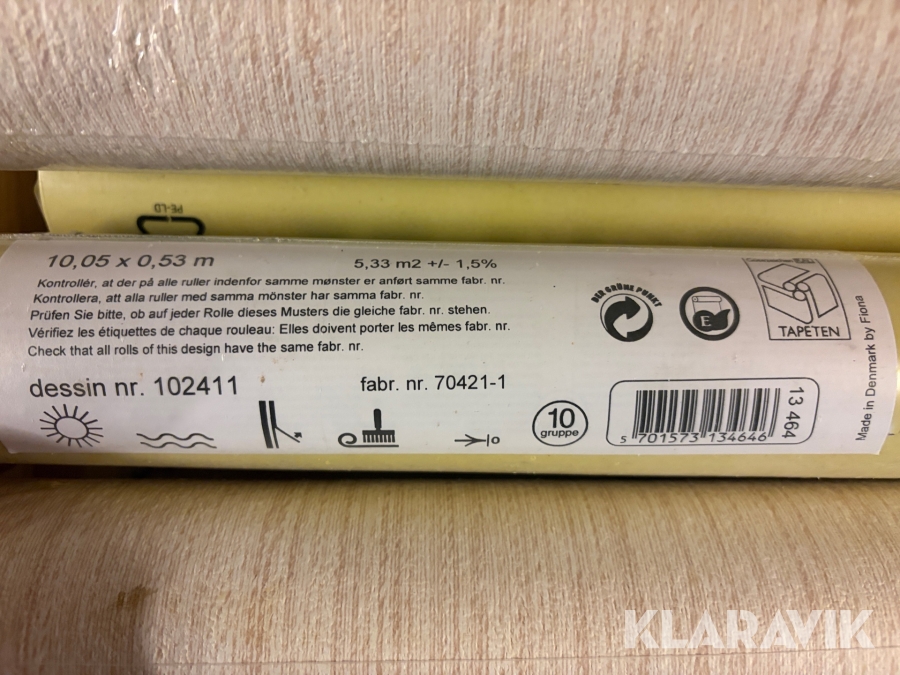 PE-LD
10,05 x 0,53 m
5,33 m2 +/- 1,5%
Kontrollér, at der på alle ruller indenfor samme mønster er anført samme fabr. nr.
Kontrollera, att alla ruller med samma mönster har samma fabr. nr.
Prüfen Sie bitte, ob auf jeder Rolle dieses Musters die gleiche fabr. nr. stehen.
Vérifiez les étiquettes de chaque rouleau: Elles doivent porter les mêmes fabr. nr.
Check that all rolls of this design have the same fabr. nr.
dessin nr. 102411
fabr. nr. 70421-1
10
gruppe
DER GRÜNE PUNKT
E
TAPETEN
13 464
5 701573 134646
Made in Denmark by Fiona
KLARAVIK